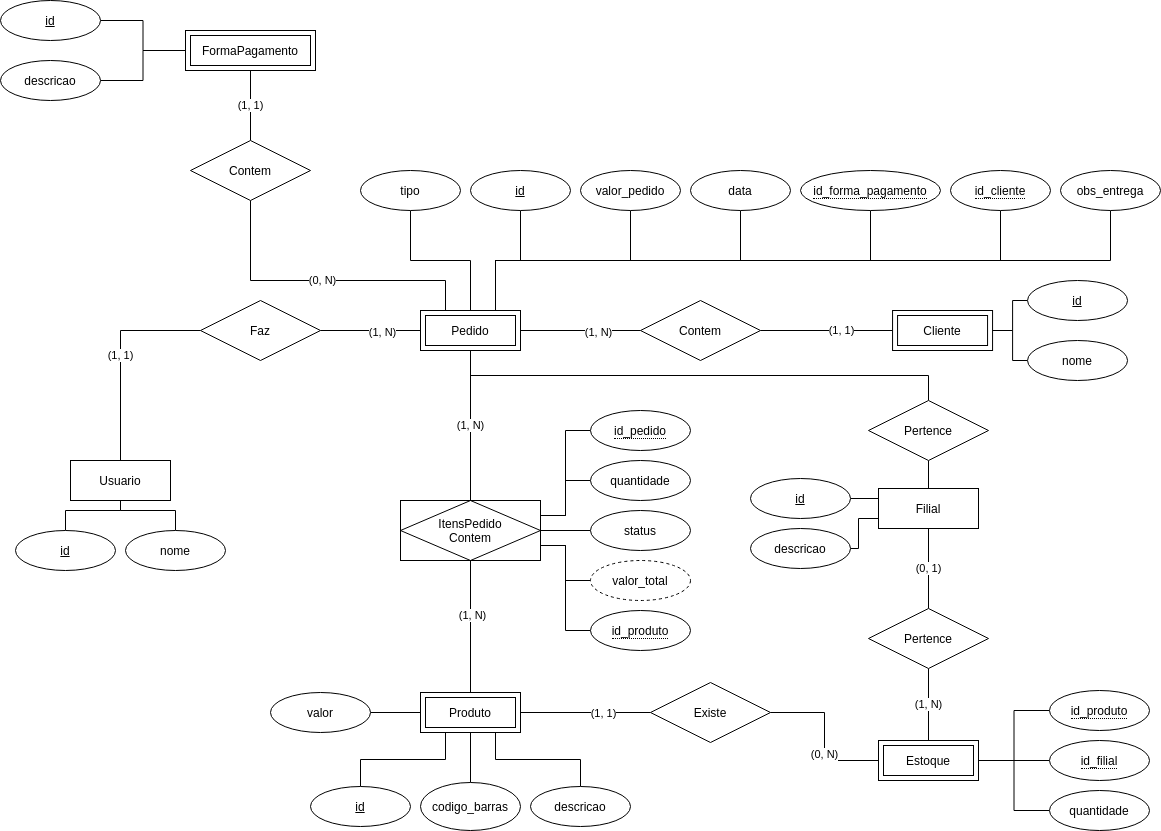 id
FormaPagamento
descricao
(1, 1)
Contem
tipo
id
valor_pedido
data
id_forma_pagamento
id_cliente
obs_entrega
(0, N)
id
Faz
(1, N)
Pedido
(1, N)
Contem
(1, 1)
Cliente
(1, 1)
nome
(1, N)
id_pedido
Pertence
Usuario
quantidade
id
Filial
ItensPedido
Contem
status
id
nome
descricao
(0, 1)
valor_total
(1, N)
id_produto
Pertence
valor
Produto
(1, 1)
Existe
(1, N)
id_produto
(0, N)
Estoque
id_filial
id
codigo_barras
descricao
quantidade